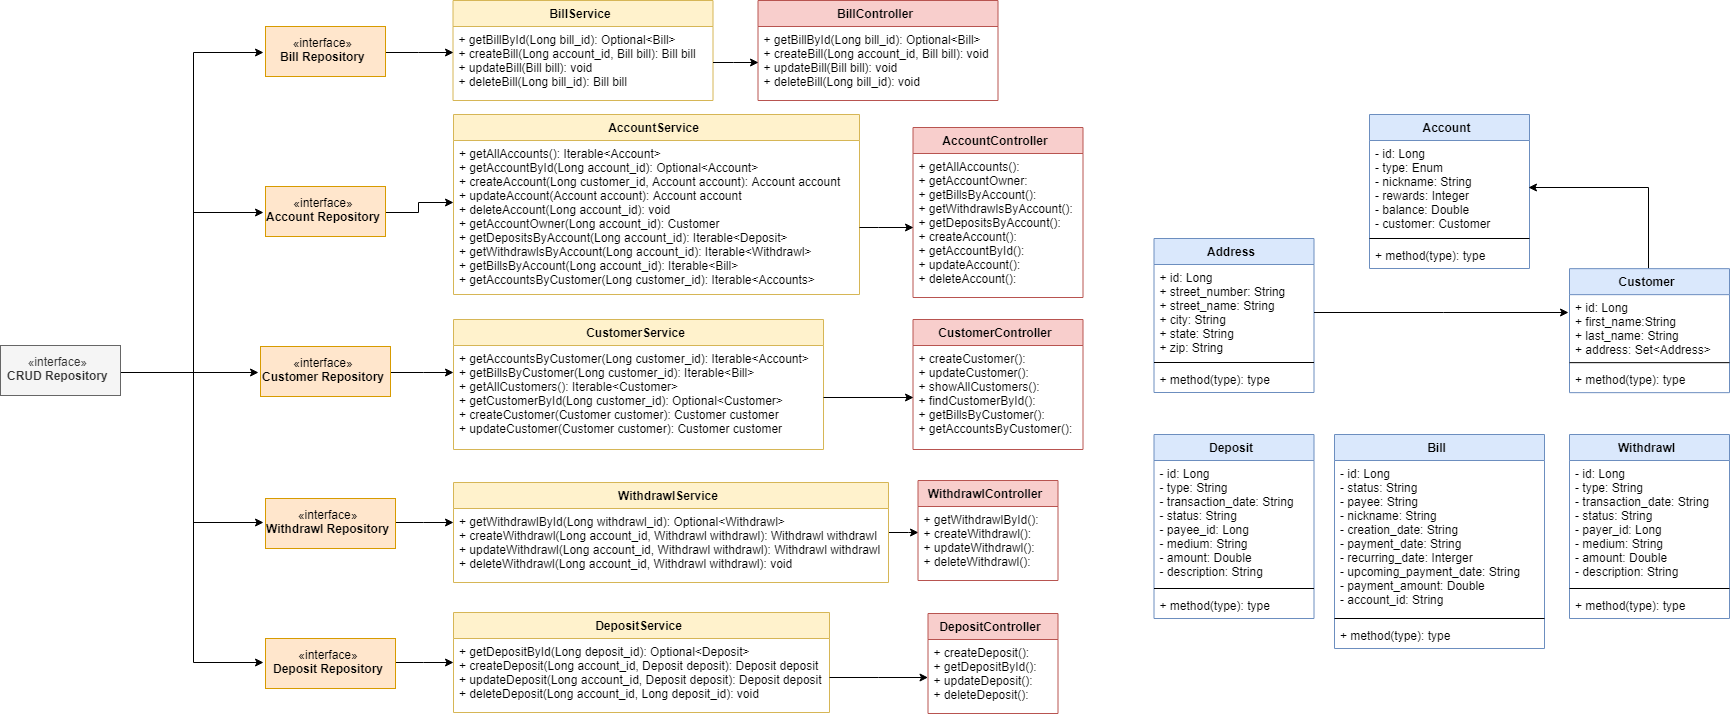 «interface»
CRUD Repository
«interface»
Bill Repository
«interface»
Account Repository
«interface»
Customer Repository
«interface»
Withdrawl Repository
«interface»
Deposit Repository
BillService
+ getBillById(Long bill_id): Optional<Bill>
+ createBill(Long account_id, Bill bill): Bill bill
+ updateBill(Bill bill): void
+ deleteBill(Long bill_id): Bill bill
BillController
+ getBillById(Long bill_id): Optional<Bill>
+ createBill(Long account_id, Bill bill): void
+ updateBill(Bill bill): void
+ deleteBill(Long bill_id): void
AccountService
+ getAllAccounts(): Iterable<Account>
+ getAccountById(Long account_id): Optional<Account>
+ createAccount(Long customer_id, Account account): Account account
+ updateAccount(Account account): Account account
+ deleteAccount(Long account_id): void
+ getAccountOwner(Long account_id): Customer
+ getDepositsByAccount(Long account_id): Iterable<Deposit>
+ getWithdrawlsByAccount(Long account_id): Iterable<Withdrawl>
+ getBillsByAccount(Long account_id): Iterable<Bill>
+ getAccountsByCustomer(Long customer_id): Iterable<Accounts>
AccountController
+ getAllAccounts():
+ getAccountOwner:
+ getBillsByAccount():
+ getWithdrawlsByAccount():
+ getDepositsByAccount():
+ createAccount():
+ getAccountById():
+ updateAccount():
+ deleteAccount():
CustomerService
+ getAccountsByCustomer(Long customer_id): Iterable<Account>
+ getBillsByCustomer(Long customer_id): Iterable<Bill>
+ getAllCustomers(): Iterable<Customer>
+ getCustomerById(Long customer_id): Optional<Customer>
+ createCustomer(Customer customer): Customer customer
+ updateCustomer(Customer customer): Customer customer
CustomerController
+ createCustomer():
+ updateCustomer():
+ showAllCustomers():
+ findCustomerById():
+ getBillsByCustomer():
+ getAccountsByCustomer():
WithdrawlService
+ getWithdrawlById(Long withdrawl_id): Optional<Withdrawl>
+ createWithdrawl(Long account_id, Withdrawl withdrawl): Withdrawl withdrawl
+ updateWithdrawl(Long account_id, Withdrawl withdrawl): Withdrawl withdrawl
+ deleteWithdrawl(Long account_id, Withdrawl withdrawl): void
WithdrawlController
+ getWithdrawlById():
+ createWithdrawl():
+ updateWithdrawl():
+ deleteWithdrawl():
DepositService
+ getDepositById(Long deposit_id): Optional<Deposit>
+ createDeposit(Long account_id, Deposit deposit): Deposit deposit
+ updateDeposit(Long account_id, Deposit deposit): Deposit deposit
+ deleteDeposit(Long account_id, Long deposit_id): void
DepositController
+ createDeposit():
+ getDepositById():
+ updateDeposit():
+ deleteDeposit():
Account
- id: Long
- type: Enum
- nickname: String
- rewards: Integer
- balance: Double
- customer: Customer
+ method(type): type
Address
+ id: Long
+ street_number: String
+ street_name: String
+ city: String
+ state: String
+ zip: String
+ method(type): type
Customer
+ id: Long
+ first_name:String
+ last_name: String
+ address: Set<Address>
+ method(type): type
Deposit
- id: Long
- type: String
- transaction_date: String
- status: String
- payee_id: Long
- medium: String
- amount: Double
- description: String
+ method(type): type
Bill
- id: Long
- status: String
- payee: String
- nickname: String
- creation_date: String
- payment_date: String
- recurring_date: Interger
- upcoming_payment_date: String
- payment_amount: Double
- account_id: String
+ method(type): type
Withdrawl
- id: Long
- type: String
- transaction_date: String
- status: String
- payer_id: Long
- medium: String
- amount: Double
- description: String
+ method(type): type